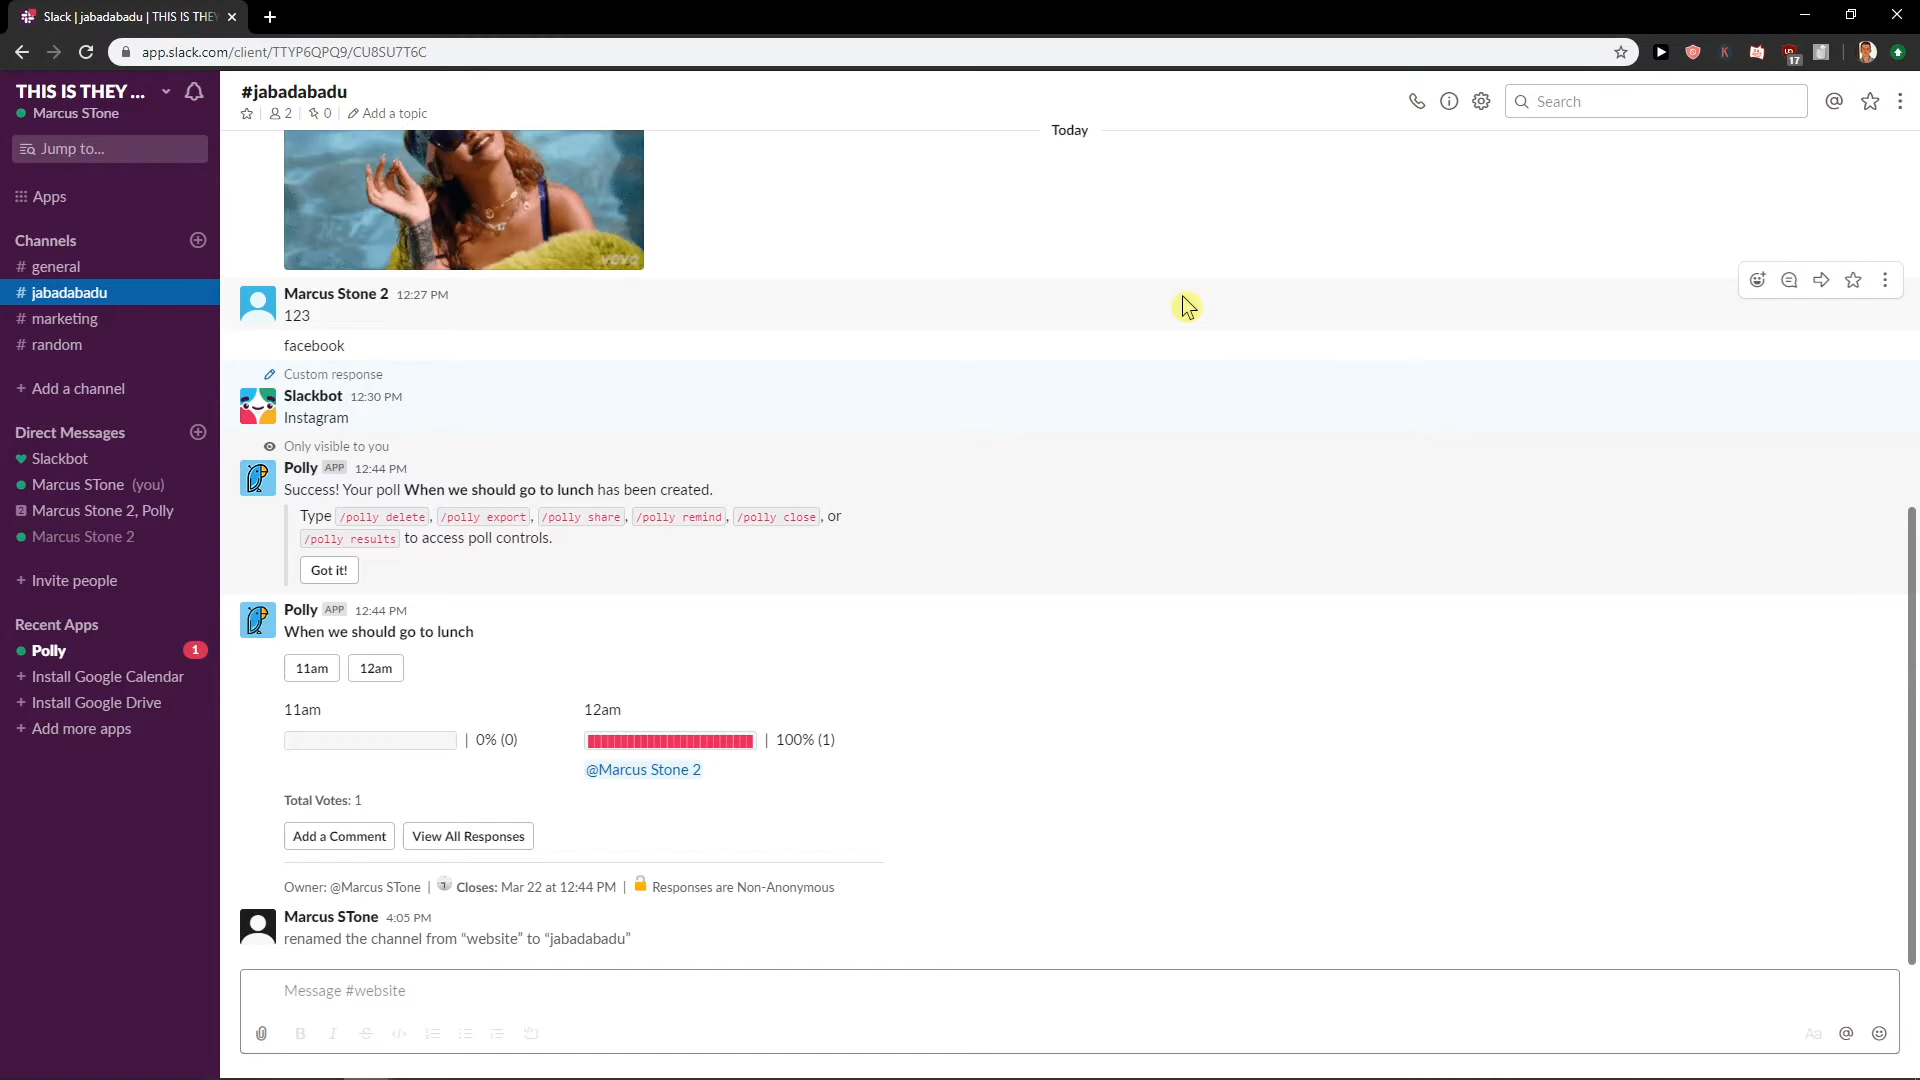 Slack | jabadabadu | THIS IS THEY
app.slack.com/client/TTYP6QPQ9/CU8SU7T6C
17
THIS IS THEY ...
Marcus STone
Jump to...
Apps
Channels
# general
# jabadabadu
# marketing
# random
+ Add a channel
Direct Messages
Slackbot
Marcus STone (you)
2 Marcus Stone 2, Polly
Marcus Stone 2
+ Invite people
Recent Apps
Polly 1
+ Install Google Calendar
+ Install Google Drive
+ Add more apps
#jabadabadu
2 | 0 | Add a topic
Search
Today
vevo
Marcus Stone 2 12:27 PM
123
facebook
Custom response
Slackbot 12:30 PM
Instagram
Only visible to you
Polly APP 12:44 PM
Success! Your poll When we should go to lunch has been created.
Type /polly delete, /polly export, /polly share, /polly remind, /polly close, or
/polly results to access poll controls.
Got it!
Polly APP 12:44 PM
When we should go to lunch
11am 12am
11am 12am
| 0% (0) | 100% (1)
@Marcus Stone 2
Total Votes: 1
Add a Comment View All Responses
Owner: @Marcus STone | Closes: Mar 22 at 12:44 PM | Responses are Non-Anonymous
Marcus STone 4:05 PM
renamed the channel from “website” to “jabadabadu”
Message #website
B I S Aa @